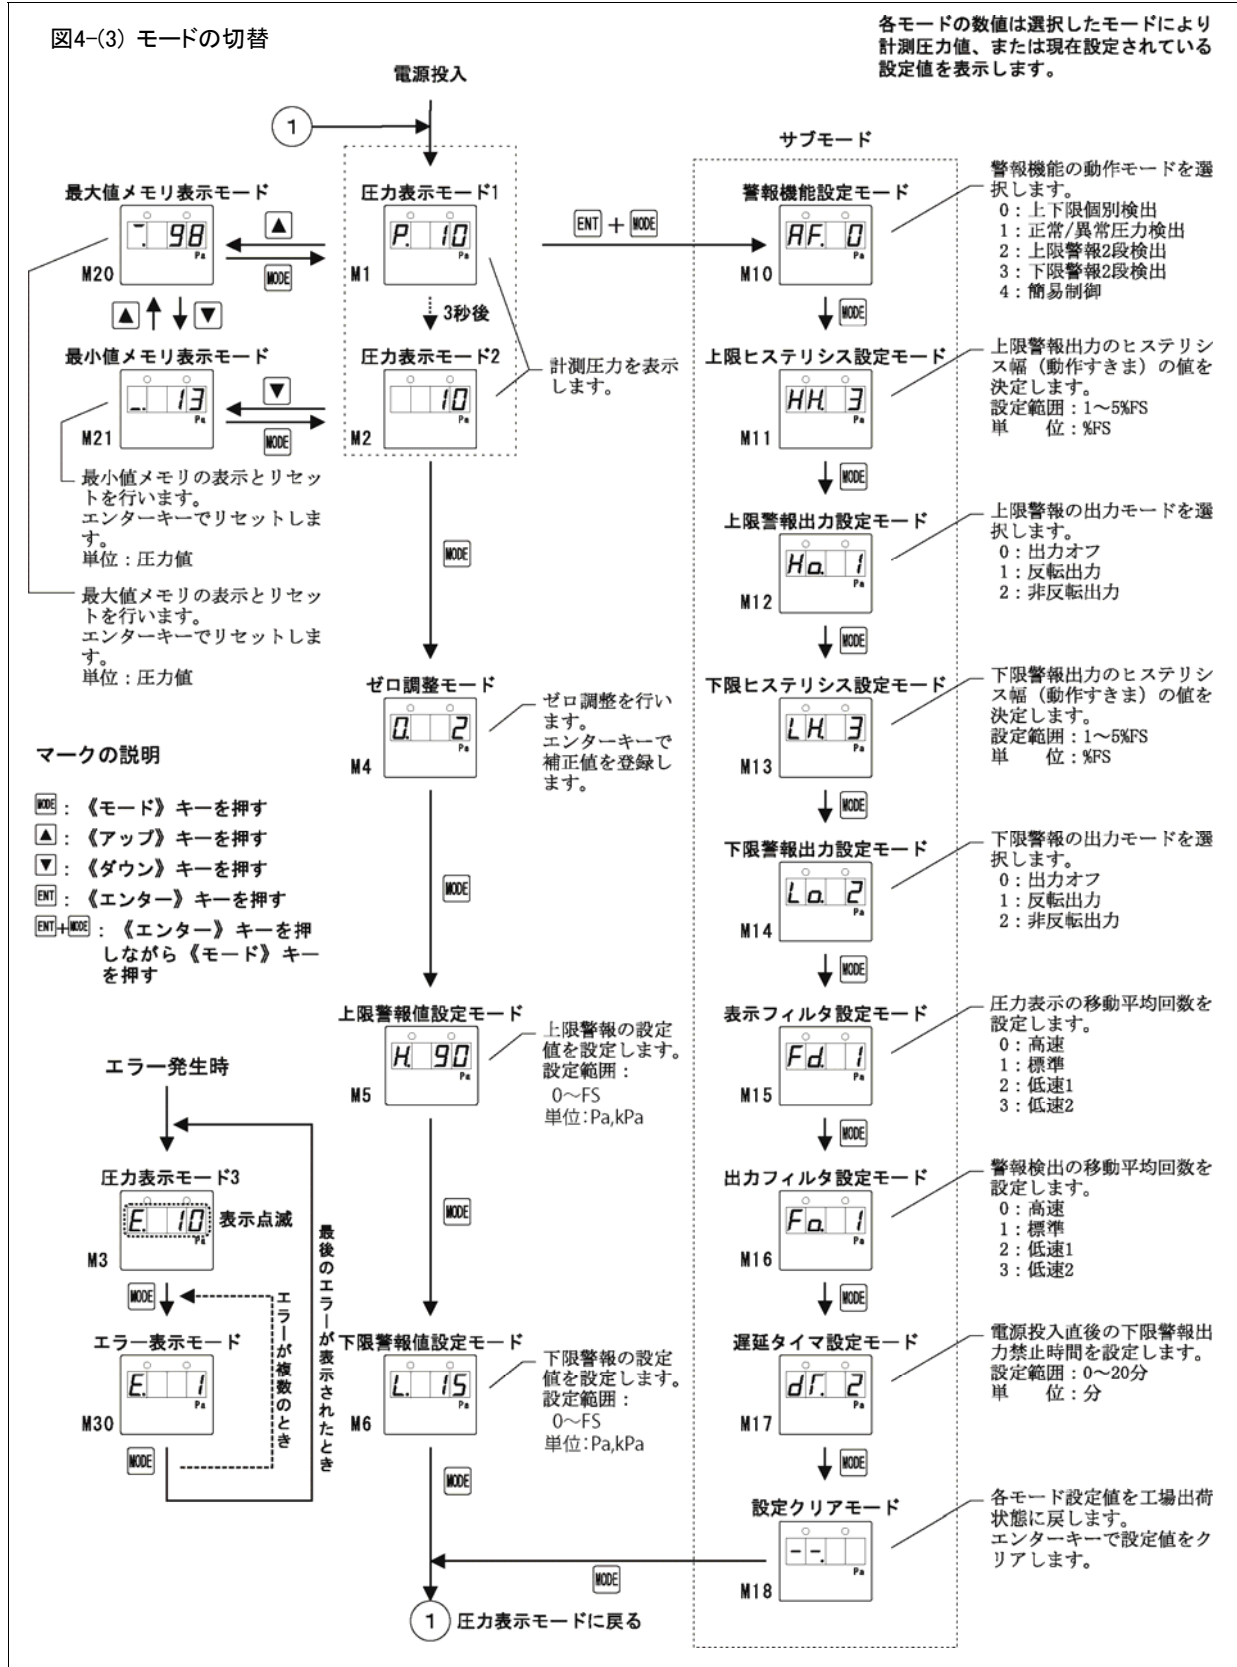 図4-(3) モードの切替
各モードの数値は選択したモードにより
計測圧力値、または現在設定されている
設定値を表示します。
電源投入
1
サブモード
最大値メモリ表示モード
98
Pa
M20
▲
MODE
圧力表示モード1
P. 10
Pa
M1
ENT + MODE
3秒後
▲
▼
最小値メモリ表示モード
_. 13
Pa
M21
▼
MODE
圧力表示モード2
10
Pa
M2
計測圧力を表示
します。
最小値メモリの表示とリセッ
トを行います。
エンターキーでリセットしま
す。
単位：圧力値
最大値メモリの表示とリセッ
トを行います。
エンターキーでリセットしま
す。
単位：圧力値
MODE
ゼロ調整モード
0. 2
Pa
M4
ゼロ調整を行い
ます。
エンターキーで
補正値を登録し
ます。
MODE
上限警報値設定モード
H. 90
Pa
M5
上限警報の設定
値を設定します。
設定範囲：
0～FS
単位:Pa,kPa
MODE
下限警報値設定モード
L. 15
Pa
M6
下限警報の設定
値を設定します。
設定範囲：
0～FS
単位:Pa,kPa
MODE
1 圧力表示モードに戻る
マークの説明
MODE：《モード》キーを押す
▲：《アップ》キーを押す
▼：《ダウン》キーを押す
ENT：《エンター》キーを押す
ENT+MODE：《エンター》キーを押
しながら《モード》キー
を押す
エラー発生時
圧力表示モード3
E. 10
Pa
表示点滅
M3
MODE
エラー表示モード
E. 1
Pa
M30
MODE
エラーが複数のとき
最後のエラーが表示されたとき
警報機能設定モード
AF. 0
Pa
M10
警報機能の動作モードを選
択します。
0：上下限個別検出
1：正常/異常圧力検出
2：上限警報2段検出
3：下限警報2段検出
4：簡易制御
MODE
上限ヒステリシス設定モード
HH. 3
Pa
M11
上限警報出力のヒステリシ
ス幅（動作すきま）の値を
決定します。
設定範囲：1～5%FS
単　　位：%FS
MODE
上限警報出力設定モード
Ho. 1
Pa
M12
上限警報の出力モードを選
択します。
0：出力オフ
1：反転出力
2：非反転出力
MODE
下限ヒステリシス設定モード
LH. 3
Pa
M13
下限警報出力のヒステリシ
ス幅（動作すきま）の値を
決定します。
設定範囲：1～5%FS
単　　位：%FS
MODE
下限警報出力設定モード
Lo. 2
Pa
M14
下限警報の出力モードを選
択します。
0：出力オフ
1：反転出力
2：非反転出力
MODE
表示フィルタ設定モード
Fd. 1
Pa
M15
圧力表示の移動平均回数を
設定します。
0：高速
1：標準
2：低速1
3：低速2
MODE
出力フィルタ設定モード
Fo. 1
Pa
M16
警報検出の移動平均回数を
設定します。
0：高速
1：標準
2：低速1
3：低速2
MODE
遅延タイマ設定モード
dT. 2
Pa
M17
電源投入直後の下限警報出
力禁止時間を設定します。
設定範囲：0～20分
単　　位：分
MODE
設定クリアモード
--.
Pa
M18
各モード設定値を工場出荷
状態に戻します。
エンターキーで設定値をク
リアします。
MODE